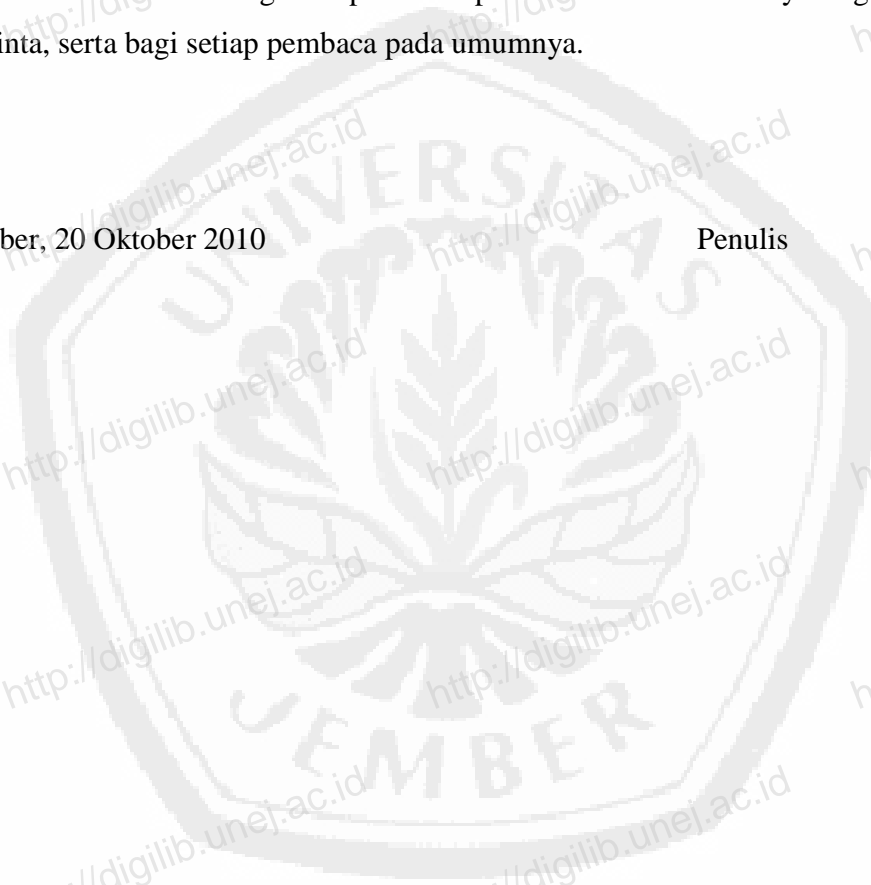 inta, serta bagi setiap pembaca pada umumnya.
ber, 20 Oktober 2010 Penulis
UNIVERSITAS
JEMBER
http://digilib.unej.ac.id
http://digilib.unej.ac.id
http://digilib.unej.ac.id
http://digilib.unej.ac.id
http://digilib.unej.ac.id
http://digilib.unej.ac.id
://digilib.unej.ac.id
://digilib.unej.ac.id